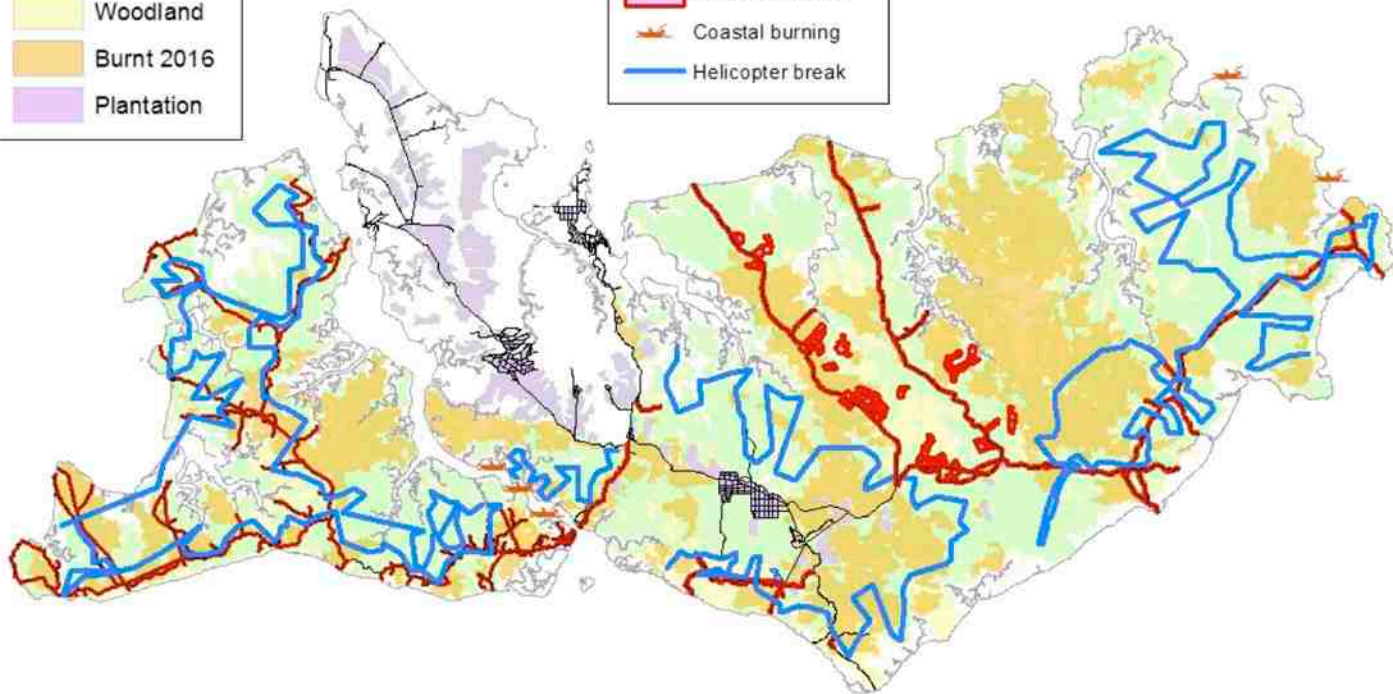 Woodland
Burnt 2016
Plantation
Coastal burning
Helicopter break